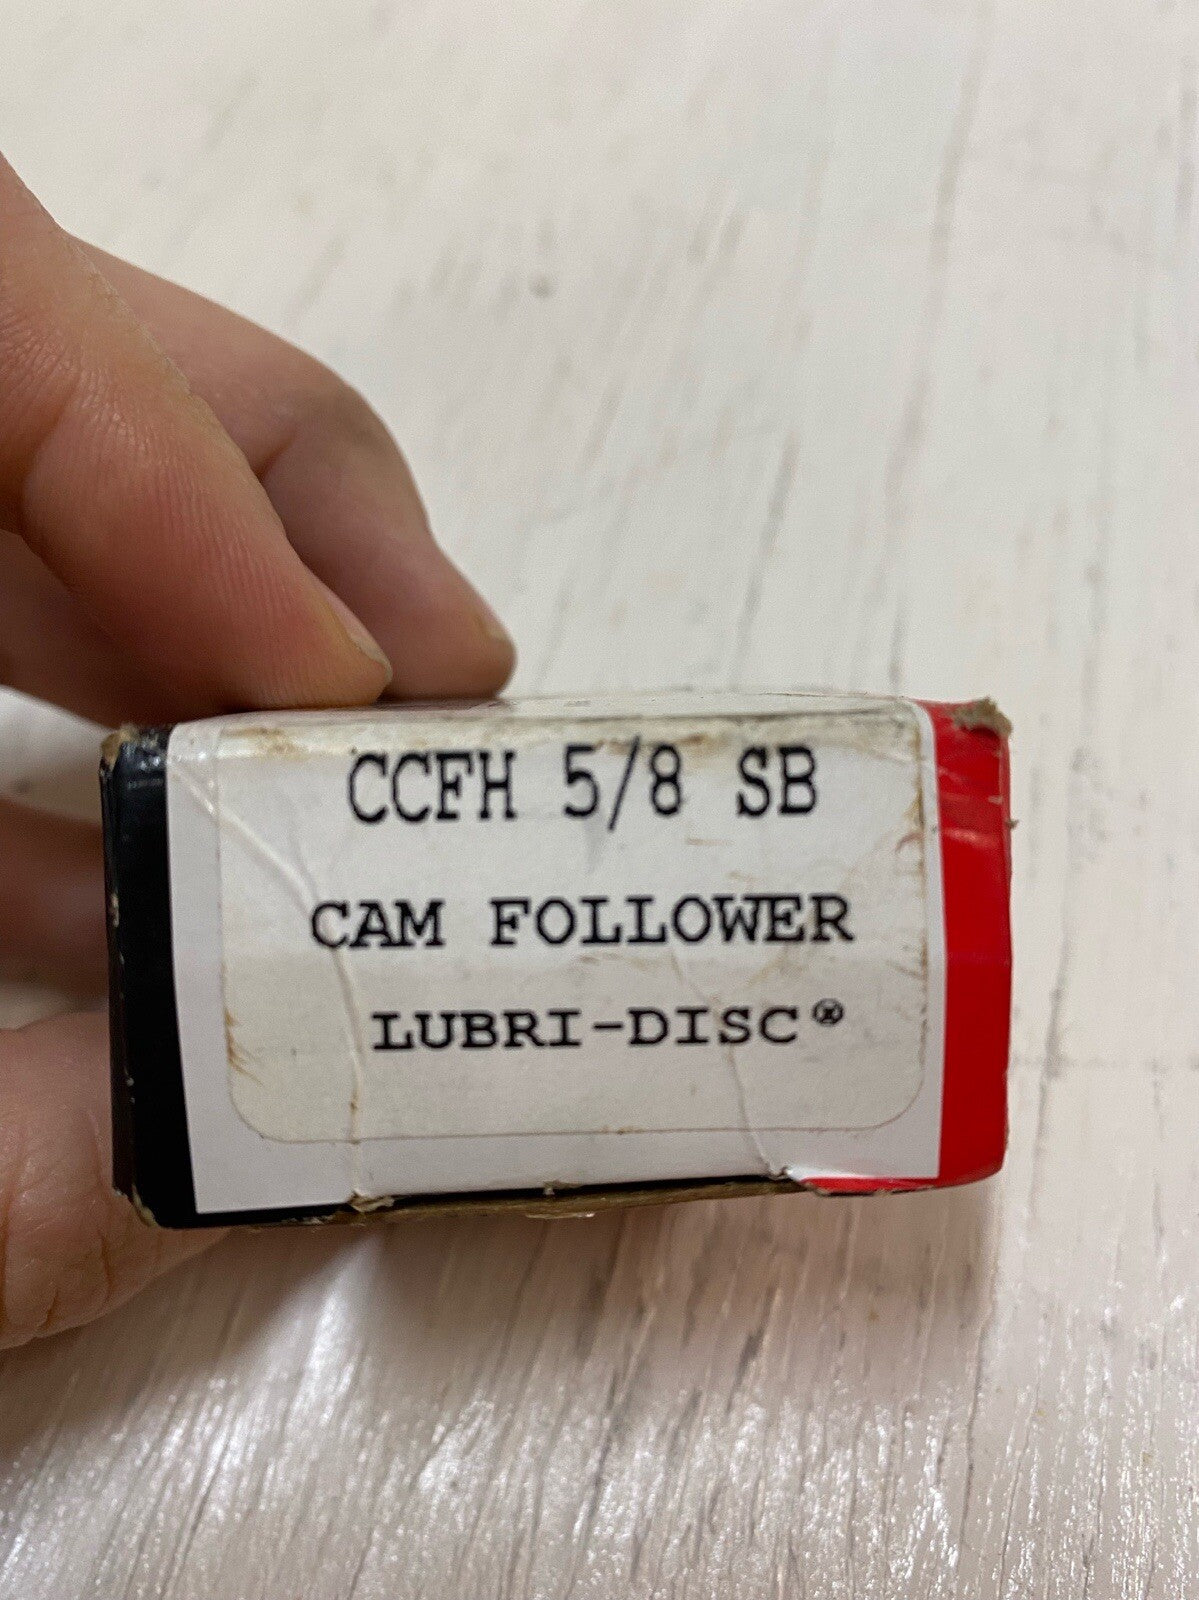 CCFH 5/8 SB
CAM FOLLOWER
LUBRI-DISC®